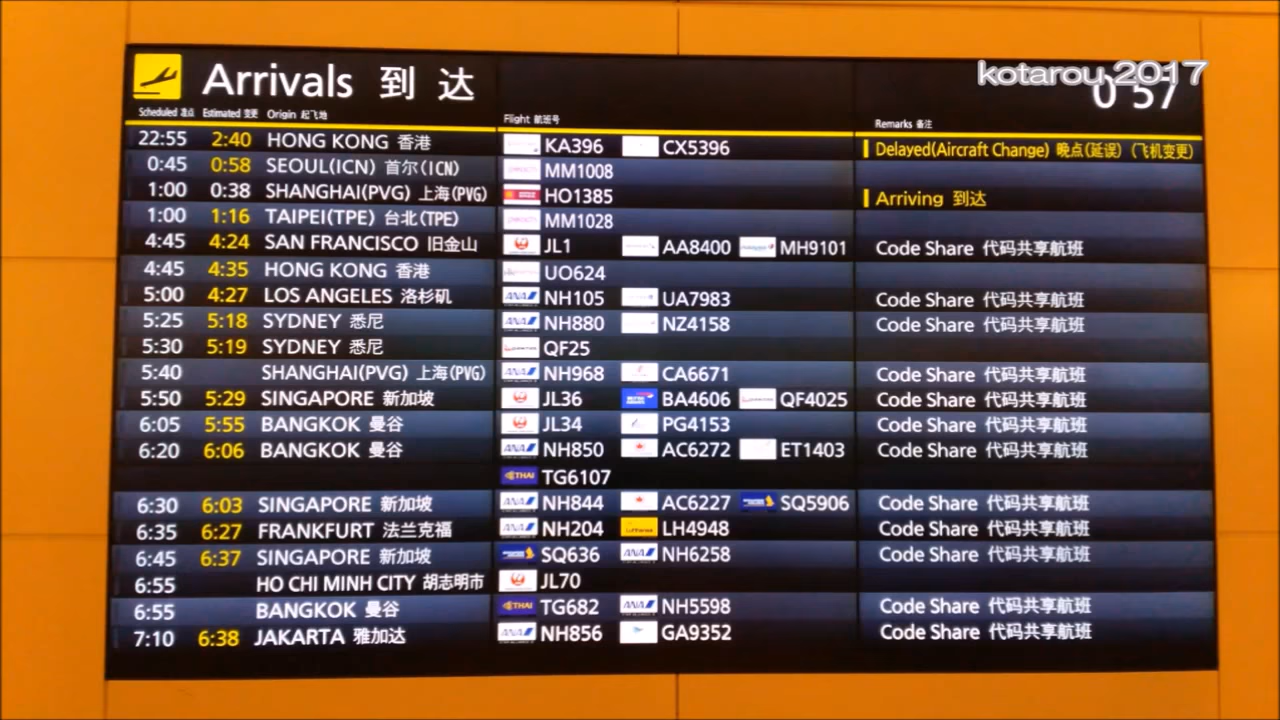 kotarou 2017
Arrivals 到 达
0 57
Scheduled 准点 Estimated 变更 Origin 起飞地 Flight 航班号 Remarks 备注
22:55 2:40 HONG KONG 香港 KA396 CX5396 Delayed(Aircraft Change) 晚点(延误) (飞机变更)
0:45 0:58 SEOUL(ICN) 首尔(ICN) MM1008
1:00 0:38 SHANGHAI(PVG) 上海(PVG) HO1385 Arriving 到达
1:00 1:16 TAIPEI(TPE) 台北(TPE) MM1028
4:45 4:24 SAN FRANCISCO 旧金山 JL1 AA8400 MH9101 Code Share 代码共享航班
4:45 4:35 HONG KONG 香港 UO624
5:00 4:27 LOS ANGELES 洛杉矶 ANA NH105 UA7983 Code Share 代码共享航班
5:25 5:18 SYDNEY 悉尼 ANA NH880 NZ4158 Code Share 代码共享航班
5:30 5:19 SYDNEY 悉尼 QF25
5:40 SHANGHAI(PVG) 上海(PVG) ANA NH968 CA6671 Code Share 代码共享航班
5:50 5:29 SINGAPORE 新加坡 JL36 BA4606 QF4025 Code Share 代码共享航班
6:05 5:55 BANGKOK 曼谷 JL34 PG4153 Code Share 代码共享航班
6:20 6:06 BANGKOK 曼谷 ANA NH850 AC6272 ET1403 Code Share 代码共享航班
THAI TG6107
6:30 6:03 SINGAPORE 新加坡 ANA NH844 AC6227 SQ5906 Code Share 代码共享航班
6:35 6:27 FRANKFURT 法兰克福 ANA NH204 LH4948 Code Share 代码共享航班
6:45 6:37 SINGAPORE 新加坡 SQ636 ANA NH6258 Code Share 代码共享航班
6:55 HO CHI MINH CITY 胡志明市 JL70
6:55 BANGKOK 曼谷 THAI TG682 ANA NH5598 Code Share 代码共享航班
7:10 6:38 JAKARTA 雅加达 ANA NH856 GA9352 Code Share 代码共享航班